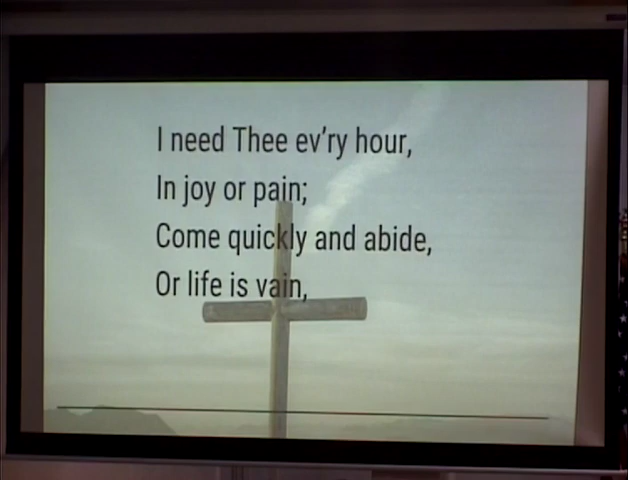 I need Thee ev’ry hour,
In joy or pain;
Come quickly and abide,
Or life is vain,